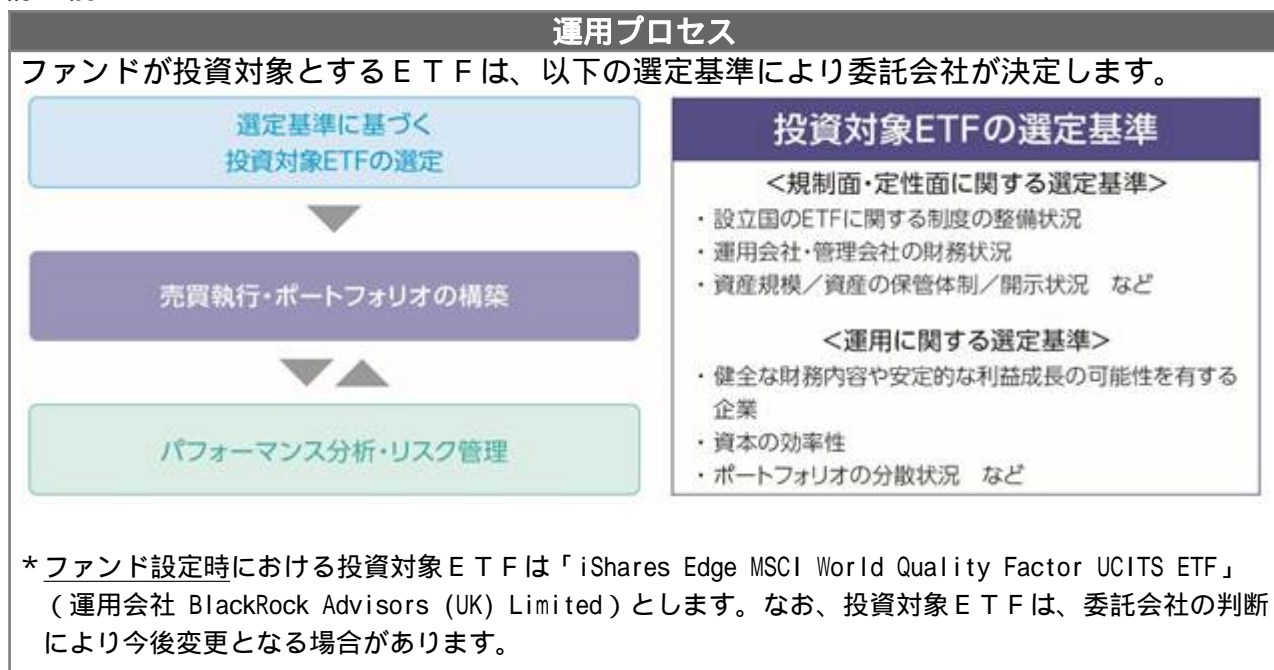 運用プロセス
ファンドが投資対象とするＥＴＦは、以下の選定基準により委託会社が決定します。
選定基準に基づく
投資対象ETFの選定
売買執行・ポートフォリオの構築
パフォーマンス分析・リスク管理
投資対象ETFの選定基準
＜規制面・定性面に関する選定基準＞
・設立国のETFに関する制度の整備状況
・運用会社・管理会社の財務状況
・資産規模／資産の保管体制／開示状況　など
＜運用に関する選定基準＞
・健全な財務内容や安定的な利益成長の可能性を有する
企業
・資本の効率性
・ポートフォリオの分散状況　など
＊ファンド設定時における投資対象ＥＴＦは「iShares Edge MSCI World Quality Factor UCITS ETF」
（運用会社 BlackRock Advisors (UK) Limited）とします。なお、投資対象ＥＴＦは、委託会社の判断
により今後変更となる場合があります。